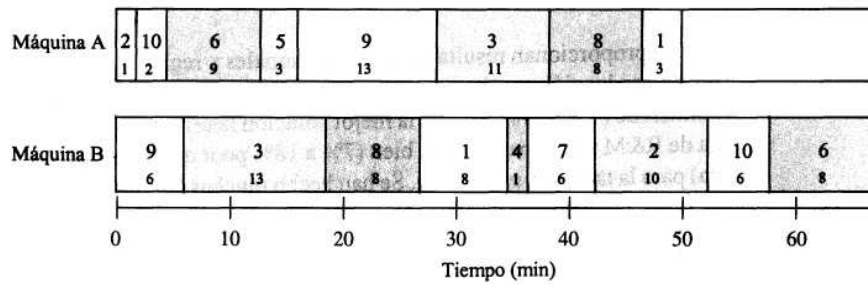 Máquina A 2 10 6 5 9 3 8 1
1 2 9 3 13 11 8 3
Máquina B 9 3 8 1 4 7 2 10 6
6 13 8 8 1 6 10 6 8
0 10 20 30 40 50 60
Tiempo (min)